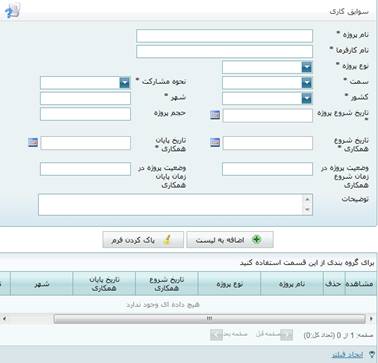 سوابق کاری
نام پروژه *
نام کارفرما *
نوع پروژه *
سمت * نحوه مشارکت *
کشور * شهر *
تاریخ شروع پروژه * حجم پروژه
تاریخ شروع همکاری * تاریخ پایان همکاری *
وضعیت پروژه در زمان شروع همکاری وضعیت پروژه در زمان پایان همکاری
توضیحات
اضافه به لیست پاک کردن فرم
برای گروه بندی از این قسمت استفاده کنید
مشاهده حذف نام پروژه نوع پروژه تاریخ شروع همکاری تاریخ پایان همکاری شهر
هیچ داده ای وجود ندارد
صفحه: 1 از 0 (تعداد کل:0) صفحه قبل صفحه بعد
ایجاد فیلتر